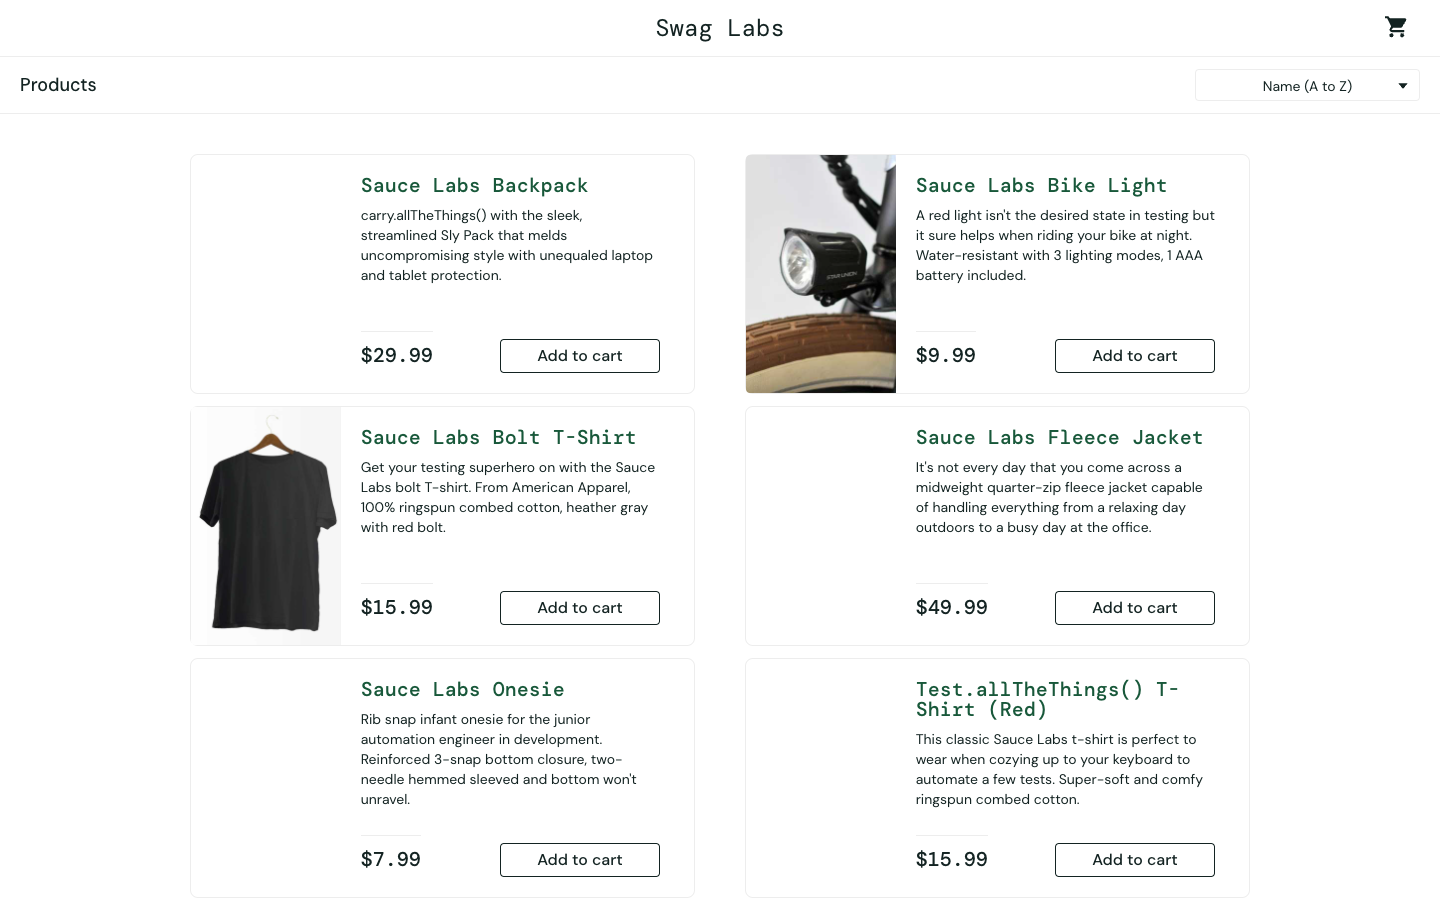 Swag Labs
Products
Name (A to Z)
Sauce Labs Backpack
carry.allTheThings() with the sleek,
streamlined Sly Pack that melds
uncompromising style with unequaled laptop
and tablet protection.
$29.99
Add to cart
Sauce Labs Bike Light
A red light isn't the desired state in testing but
it sure helps when riding your bike at night.
Water-resistant with 3 lighting modes, 1 AAA
battery included.
$9.99
Add to cart
Sauce Labs Bolt T-Shirt
Get your testing superhero on with the Sauce
Labs bolt T-shirt. From American Apparel,
100% ringspun combed cotton, heather gray
with red bolt.
$15.99
Add to cart
Sauce Labs Fleece Jacket
It's not every day that you come across a
midweight quarter-zip fleece jacket capable
of handling everything from a relaxing day
outdoors to a busy day at the office.
$49.99
Add to cart
Sauce Labs Onesie
Rib snap infant onesie for the junior
automation engineer in development.
Reinforced 3-snap bottom closure, two-
needle hemmed sleeved and bottom won't
unravel.
$7.99
Add to cart
Test.allTheThings() T-
Shirt (Red)
This classic Sauce Labs t-shirt is perfect to
wear when cozying up to your keyboard to
automate a few tests. Super-soft and comfy
ringspun combed cotton.
$15.99
Add to cart